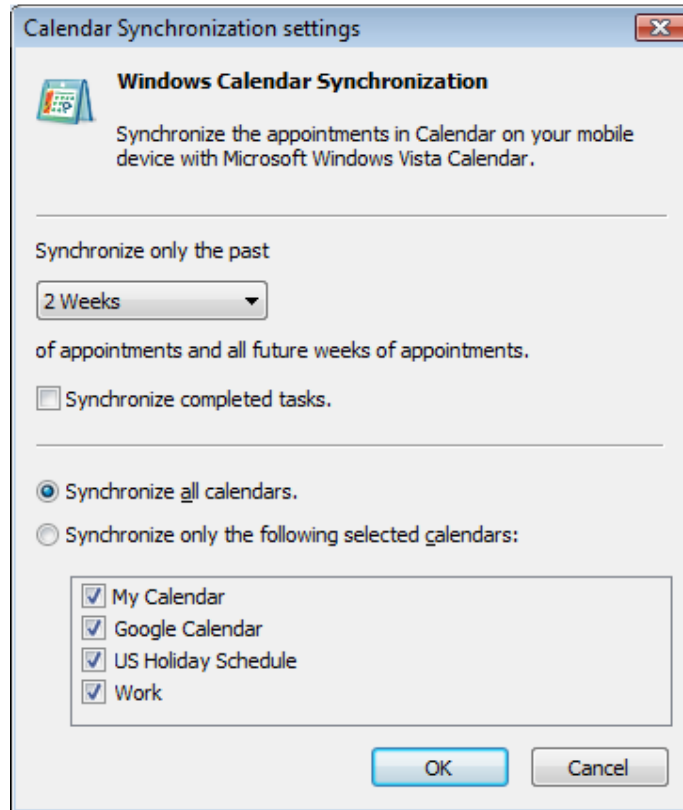 Calendar Synchronization settings
Windows Calendar Synchronization
Synchronize the appointments in Calendar on your mobile
device with Microsoft Windows Vista Calendar.
Synchronize only the past
2 Weeks
of appointments and all future weeks of appointments.
Synchronize completed tasks.
Synchronize all calendars.
Synchronize only the following selected calendars:
My Calendar
Google Calendar
US Holiday Schedule
Work
OK Cancel